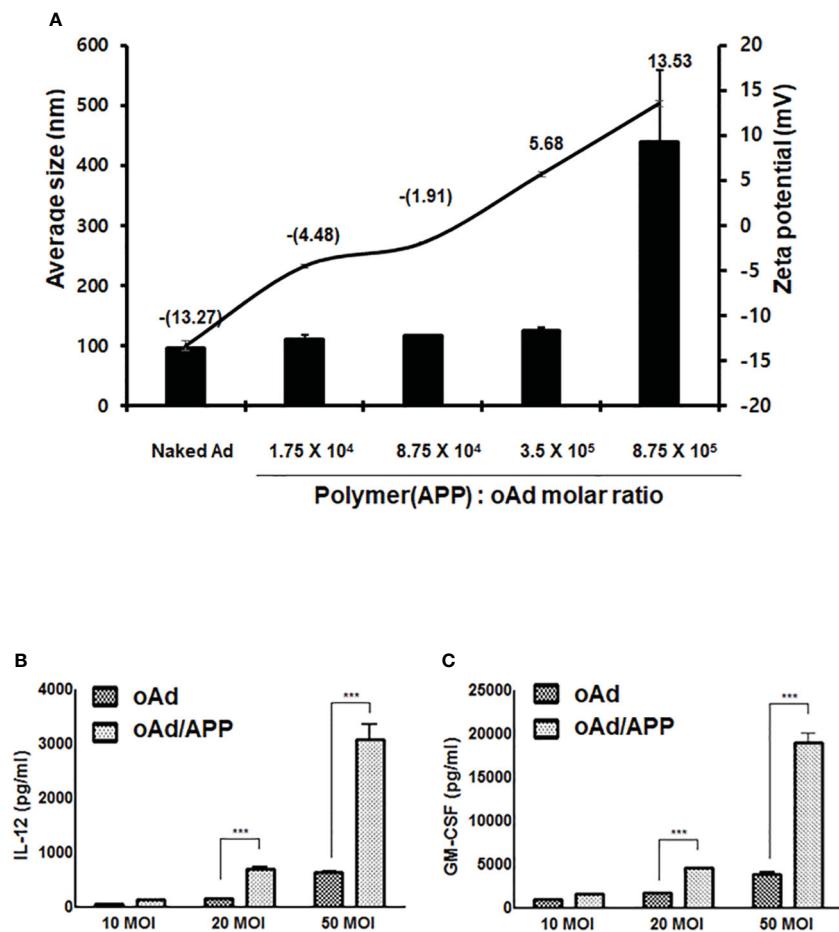 A
600
500
400
300
200
100
0
Average size (nm)
20
15
10
5
0
-5
-10
-15
-20
Zeta potential (mV)
-(13.27)
-(4.48)
-(1.91)
5.68
13.53
Naked Ad
1.75 X 10⁴
8.75 X 10⁴
3.5 X 10⁵
8.75 X 10⁵
Polymer(APP) : oAd molar ratio
B
4000
3000
2000
1000
0
IL-12 (pg/ml)
oAd
oAd/APP
***
***
10 MOI
20 MOI
50 MOI
C
25000
20000
15000
10000
5000
0
GM-CSF (pg/ml)
oAd
oAd/APP
***
***
10 MOI
20 MOI
50 MOI